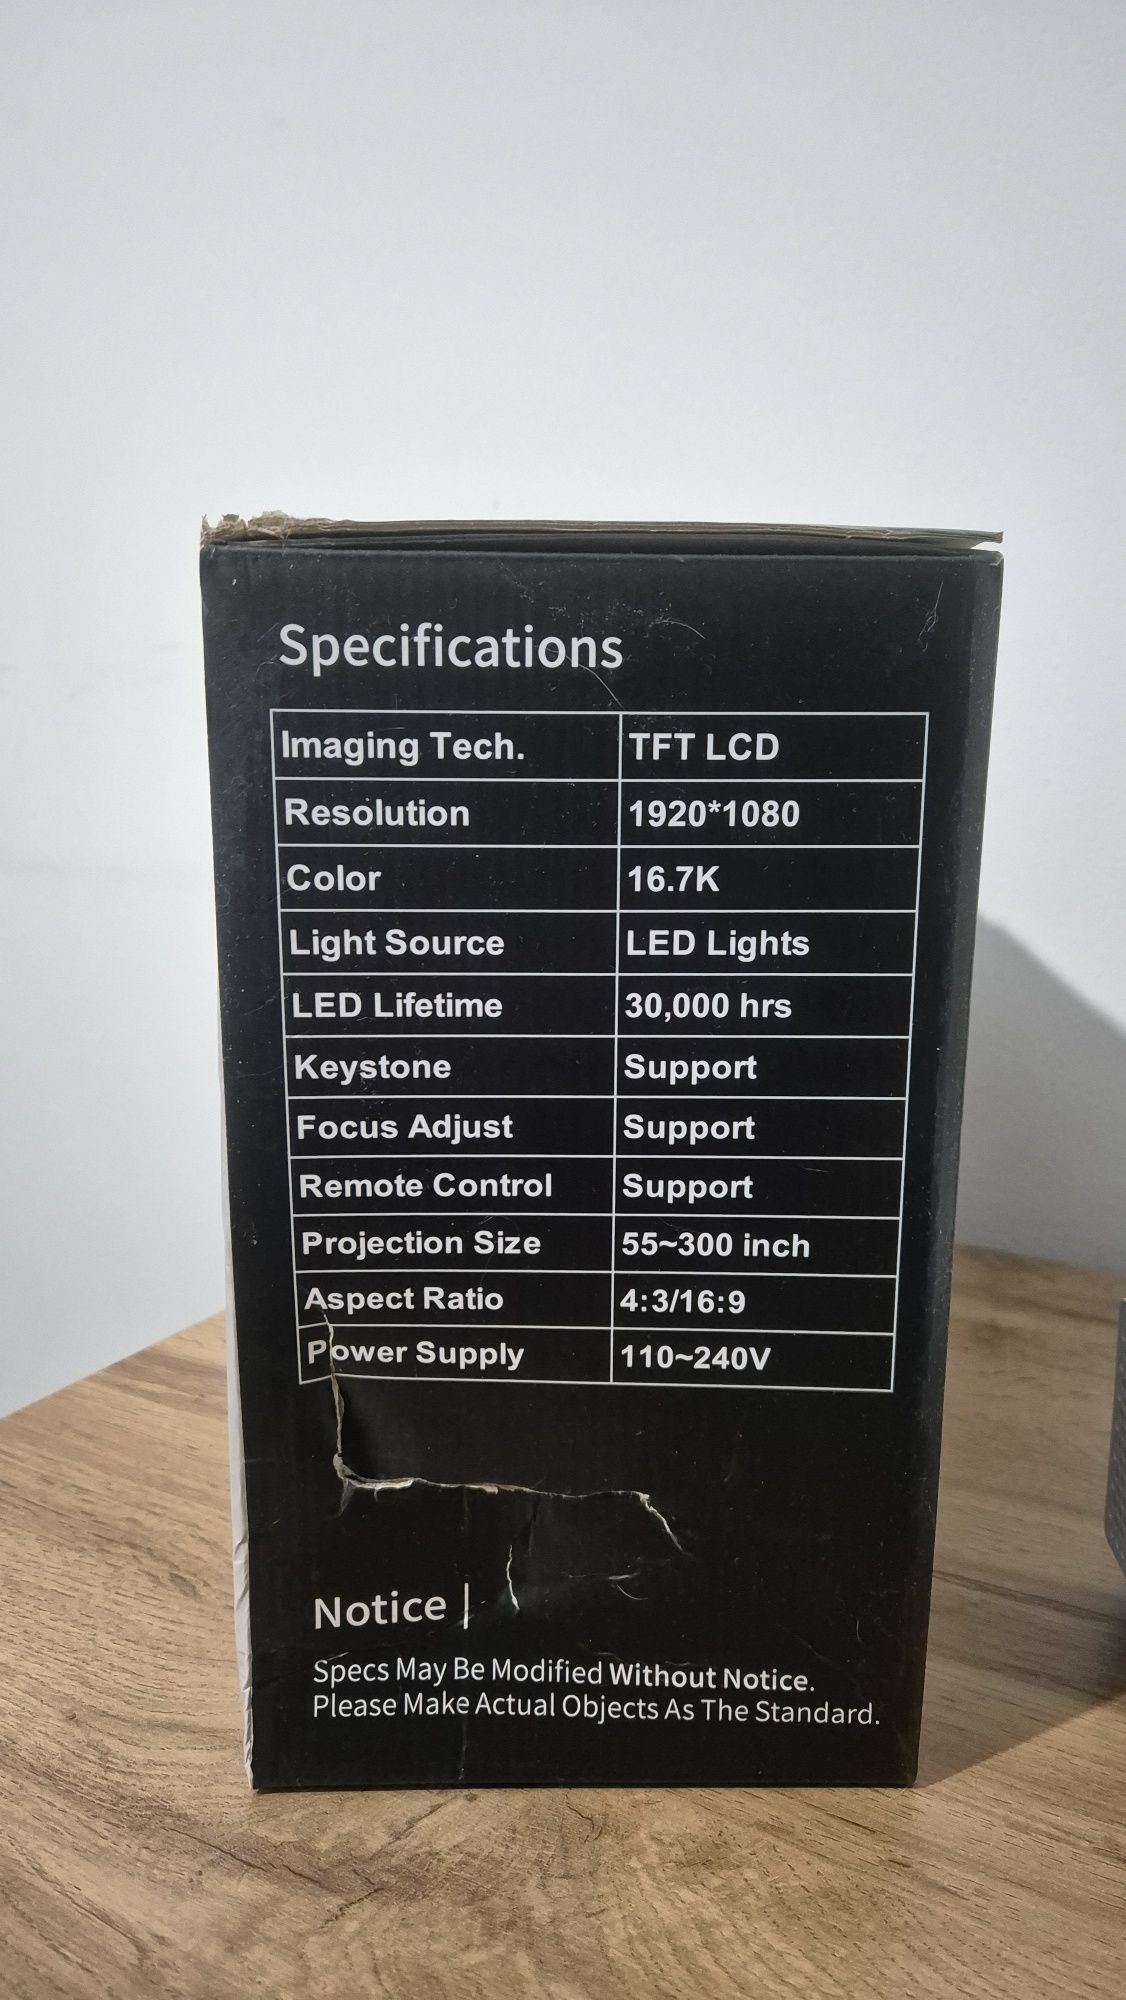 Specifications
Imaging Tech. TFT LCD
Resolution 1920*1080
Color 16.7K
Light Source LED Lights
LED Lifetime 30,000 hrs
Keystone Support
Focus Adjust Support
Remote Control Support
Projection Size 55~300 inch
Aspect Ratio 4:3/16:9
Power Supply 110~240V
Notice |
Specs May Be Modified Without Notice.
Please Make Actual Objects As The Standard.